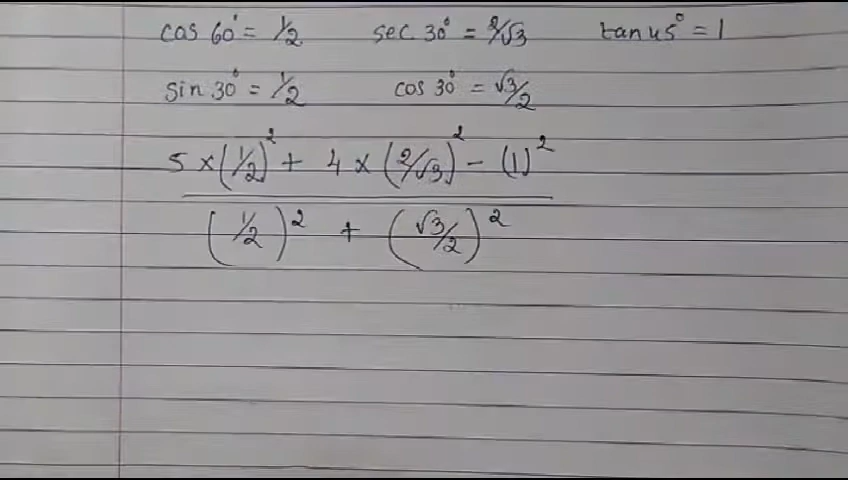 cos 60° = 1/2 sec 30° = 2/√3 tan 45° = 1
sin 30° = 1/2 cos 30° = √3/2
5 × (1/2)² + 4 × (2/√3)² - (1)²
(1/2)² + (√3/2)²